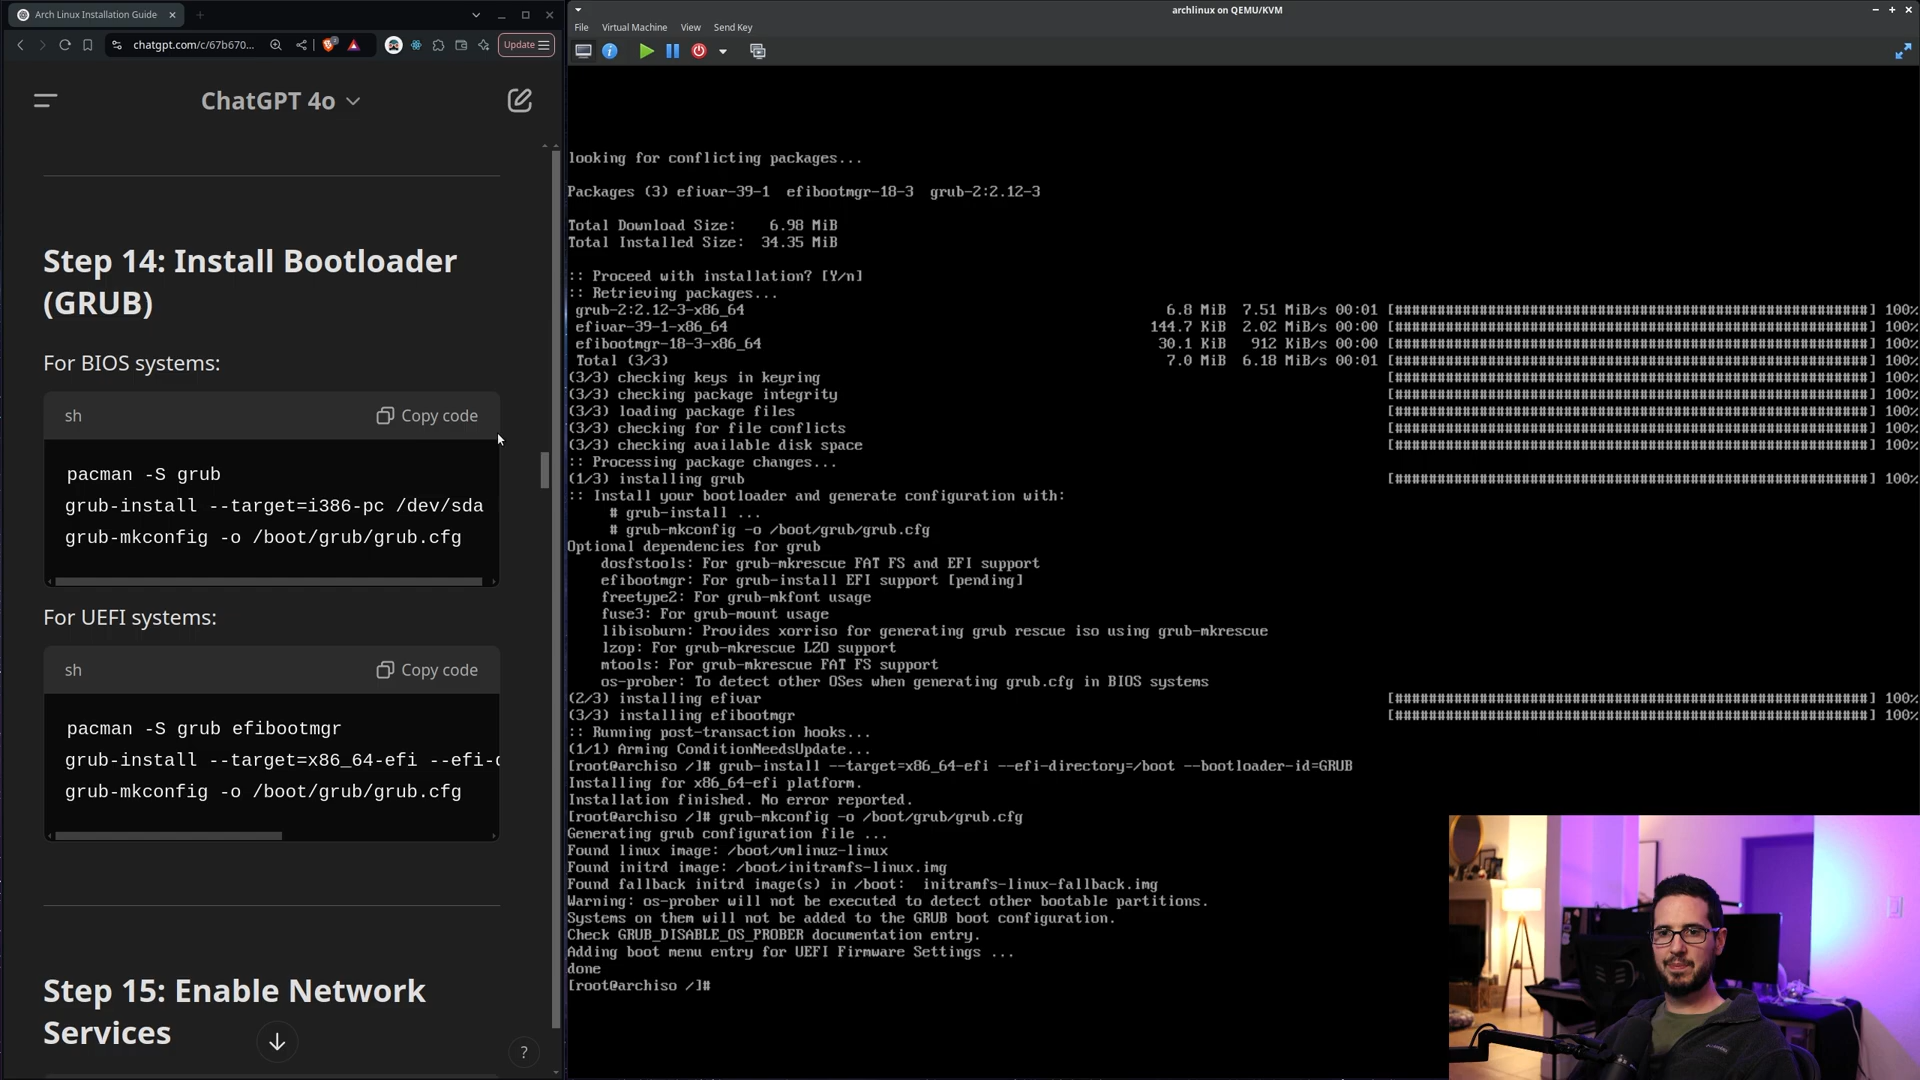 Arch Linux Installation Guide
chatgpt.com/c/67b670...
Update
ChatGPT 4o
Step 14: Install Bootloader
(GRUB)
For BIOS systems:
sh
Copy code
pacman -S grub
grub-install --target=i386-pc /dev/sda
grub-mkconfig -o /boot/grub/grub.cfg
For UEFI systems:
sh
Copy code
pacman -S grub efibootmgr
grub-install --target=x86_64-efi --efi-d
grub-mkconfig -o /boot/grub/grub.cfg
Step 15: Enable Network
Services
?
archlinux on QEMU/KVM
File Virtual Machine View Send Key
looking for conflicting packages...
Packages (3) efivar-39-1 efibootmgr-18-3 grub-2:2.12-3
Total Download Size: 6.98 MiB
Total Installed Size: 34.35 MiB
:: Proceed with installation? [Y/n]
:: Retrieving packages...
grub-2:2.12-3-x86_64 6.8 MiB 7.51 MiB/s 00:01 [######################################################] 100%
efivar-39-1-x86_64 144.7 KiB 2.02 MiB/s 00:00 [######################################################] 100%
efibootmgr-18-3-x86_64 30.1 KiB 912 KiB/s 00:00 [######################################################] 100%
Total (3/3) 7.0 MiB 6.18 MiB/s 00:01 [######################################################] 100%
(3/3) checking keys in keyring [######################################################] 100%
(3/3) checking package integrity [######################################################] 100%
(3/3) loading package files [######################################################] 100%
(3/3) checking for file conflicts [######################################################] 100%
(3/3) checking available disk space [######################################################] 100%
:: Processing package changes...
(1/3) installing grub [######################################################] 100%
:: Install your bootloader and generate configuration with:
# grub-install ...
# grub-mkconfig -o /boot/grub/grub.cfg
Optional dependencies for grub
dosfstools: For grub-mkrescue FAT FS and EFI support
efibootmgr: For grub-install EFI support [pending]
freetype2: For grub-mkfont usage
fuse3: For grub-mount usage
libisoburn: Provides xorriso for generating grub rescue iso using grub-mkrescue
lzop: For grub-mkrescue LZO support
mtools: For grub-mkrescue FAT FS support
os-prober: To detect other OSes when generating grub.cfg in BIOS systems
(2/3) installing efivar [######################################################] 100%
(3/3) installing efibootmgr [######################################################] 100%
:: Running post-transaction hooks...
(1/1) Arming ConditionNeedsUpdate...
[root@archiso /]# grub-install --target=x86_64-efi --efi-directory=/boot --bootloader-id=GRUB
Installing for x86_64-efi platform.
Installation finished. No error reported.
[root@archiso /]# grub-mkconfig -o /boot/grub/grub.cfg
Generating grub configuration file ...
Found linux image: /boot/vmlinuz-linux
Found initrd image: /boot/initramfs-linux.img
Found fallback initrd image(s) in /boot: initramfs-linux-fallback.img
Warning: os-prober will not be executed to detect other bootable partitions.
Systems on them will not be added to the GRUB boot configuration.
Check GRUB_DISABLE_OS_PROBER documentation entry.
Adding boot menu entry for UEFI Firmware Settings ...
done
[root@archiso /]#